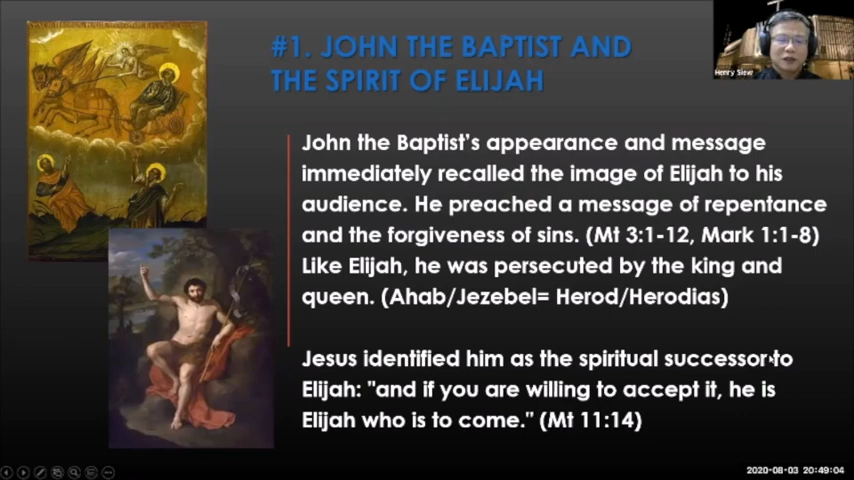 #1. JOHN THE BAPTIST AND
THE SPIRIT OF ELIJAH
Henry Siew
John the Baptist's appearance and message
immediately recalled the image of Elijah to his
audience. He preached a message of repentance
and the forgiveness of sins. (Mt 3:1-12, Mark 1:1-8)
Like Elijah, he was persecuted by the king and
queen. (Ahab/Jezebel= Herod/Herodias)
Jesus identified him as the spiritual successor to
Elijah: "and if you are willing to accept it, he is
Elijah who is to come." (Mt 11:14)
2020-08-03 20:49:04